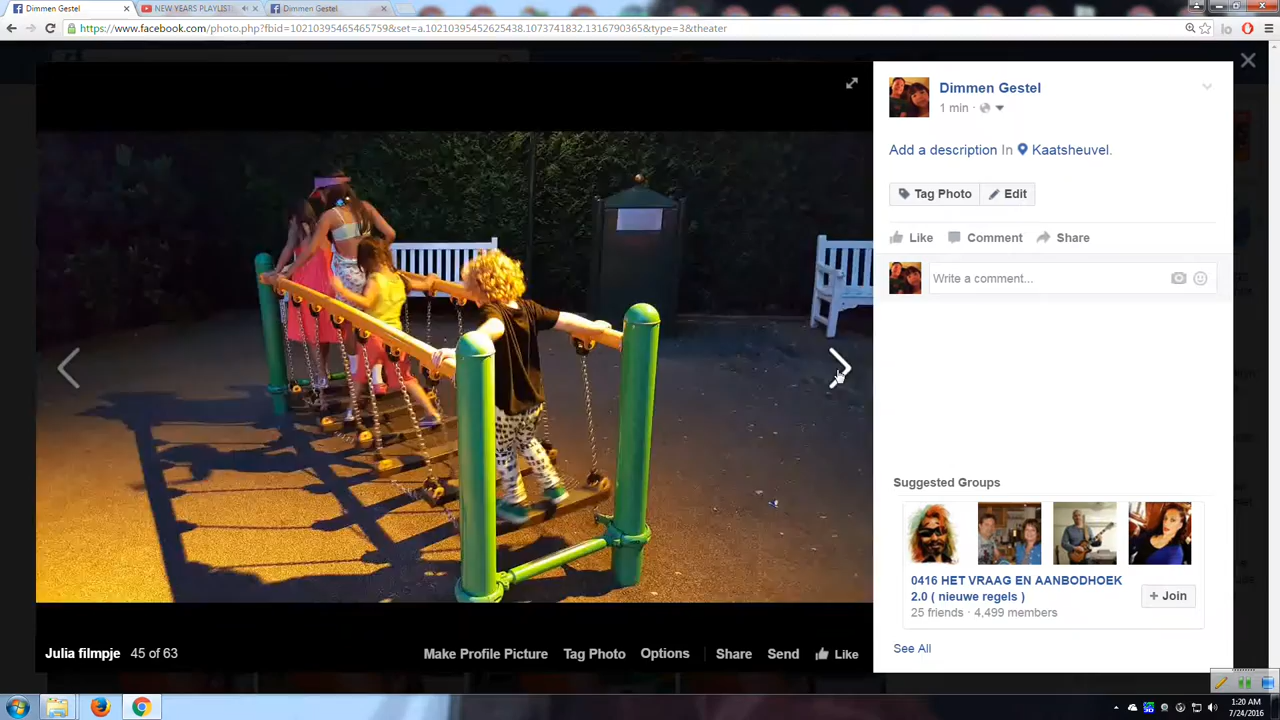 Dimmen Gestel
NEW YEARS PLAYLIST
Dimmen Gestel
https://www.facebook.com/photo.php?fbid=10210395465465759&set=a.10210395452625438.1073741832.1316790365&type=3&theater
Dimmen Gestel
1 min
Add a description In Kaatsheuvel.
Tag Photo Edit
Like Comment Share
Write a comment...
Suggested Groups
0416 HET VRAAG EN AANBODHOEK
2.0 ( nieuwe regels )
+ Join
25 friends · 4,499 members
See All
Julia filmpje 45 of 63 Make Profile Picture Tag Photo Options Share Send Like
1:20 AM
7/24/2016